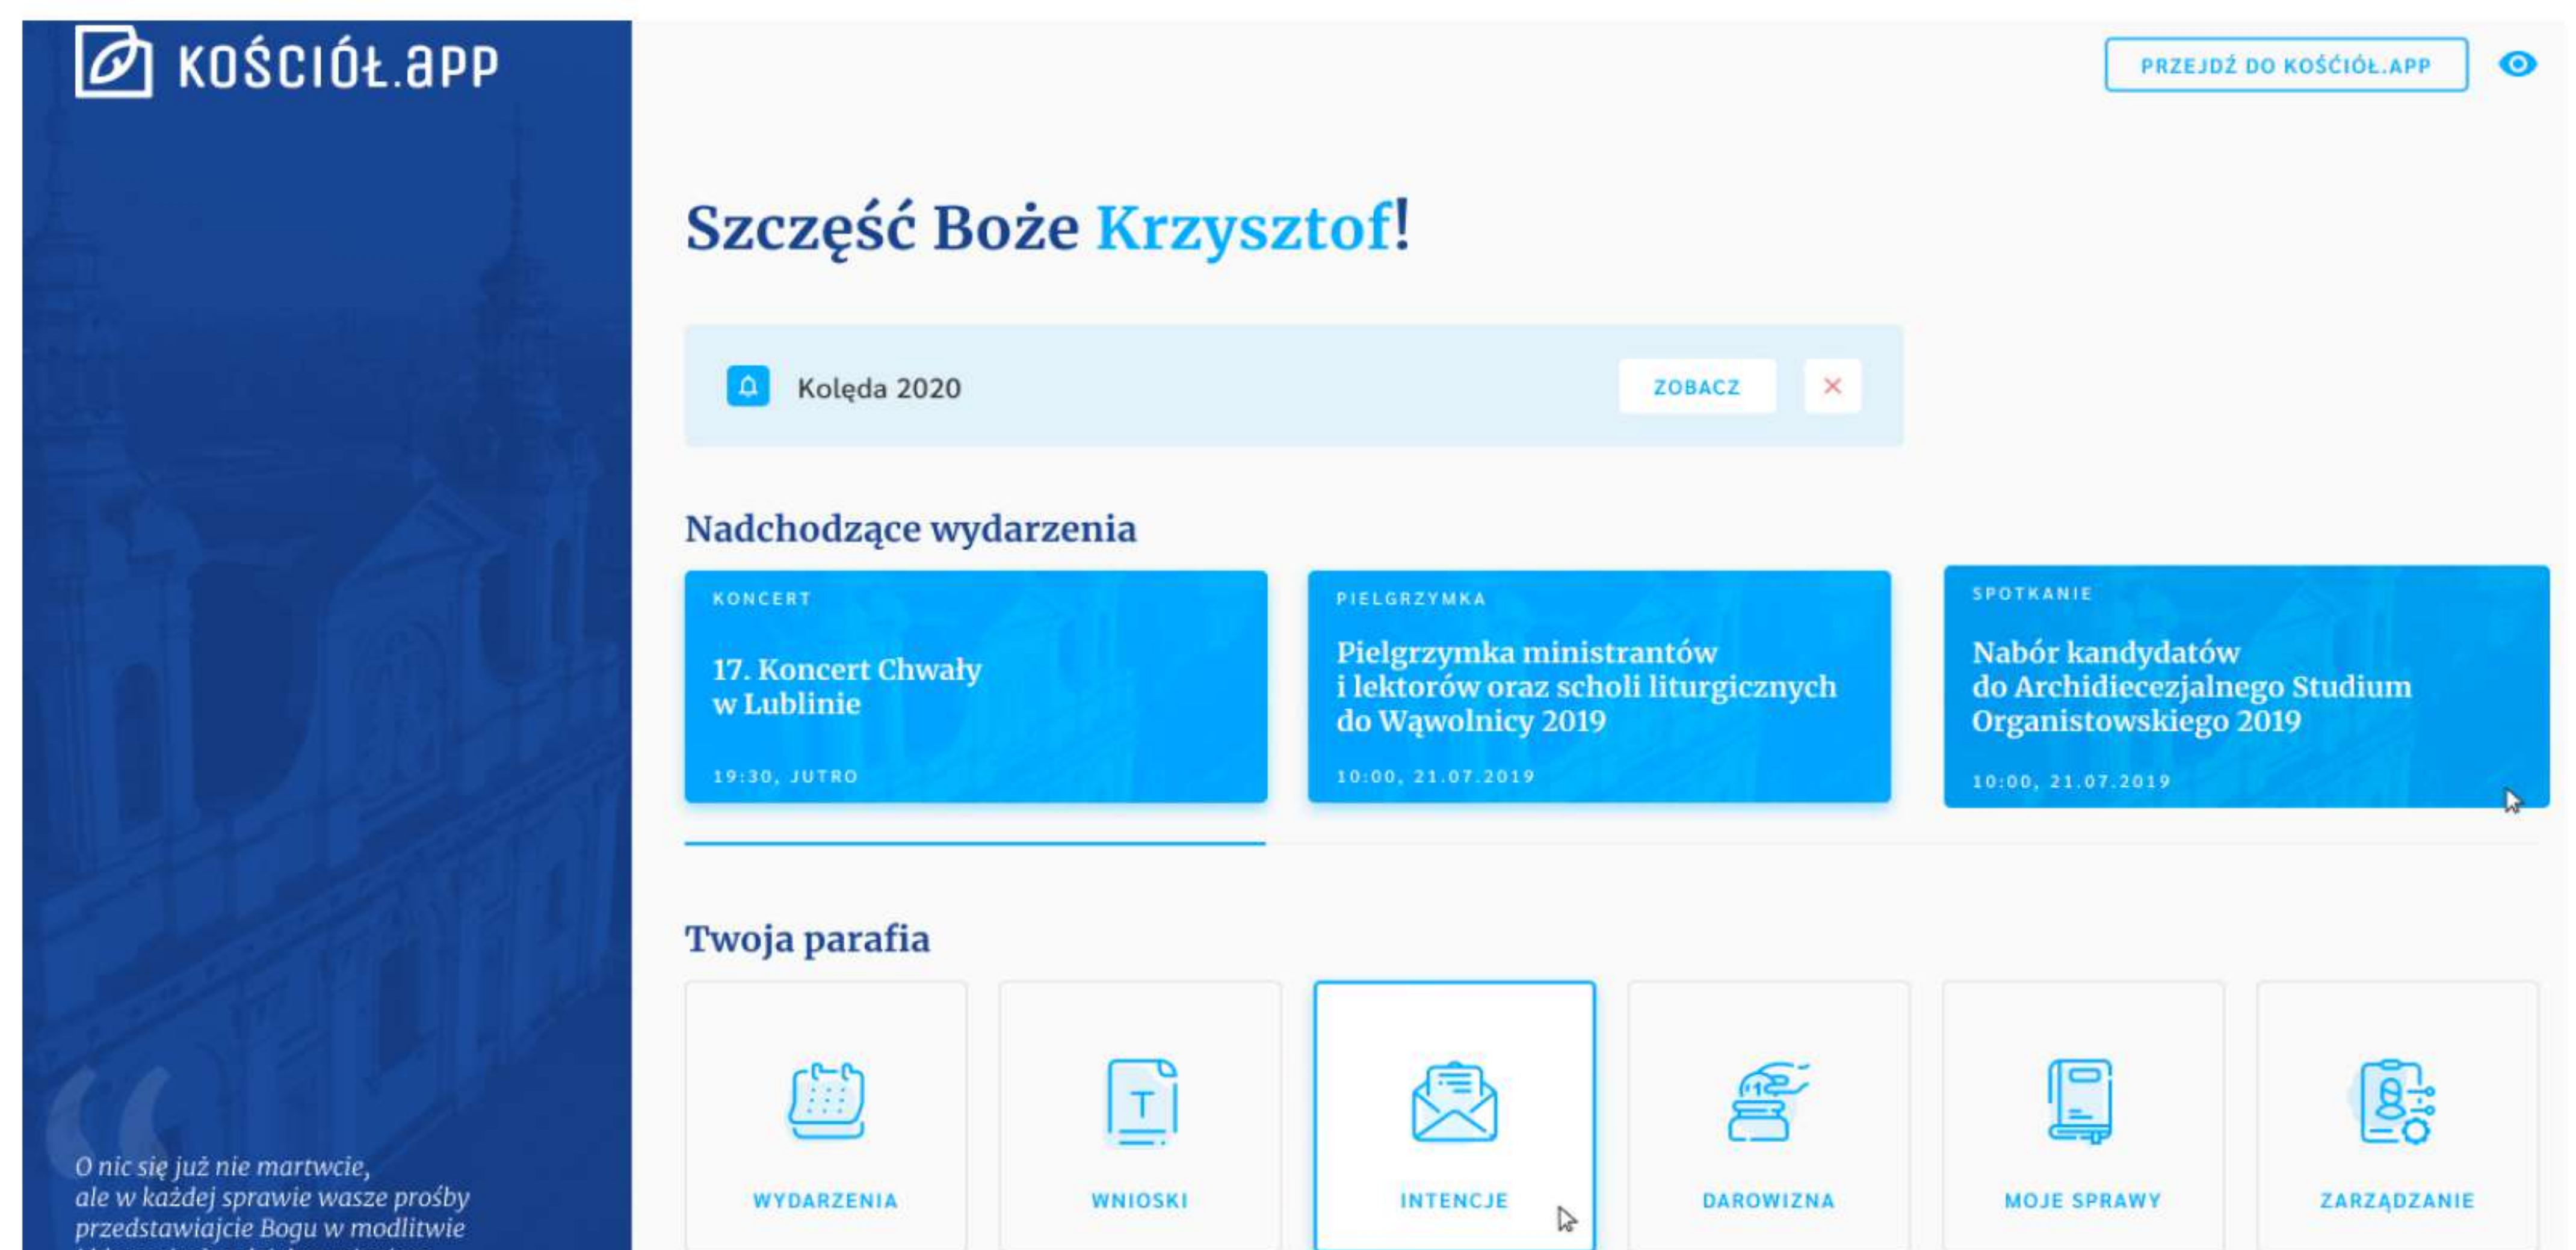 KOŚCIÓŁ.aPP
PRZEJDŹ DO KOŚĆIÓŁ.APP
Szczęść Boże Krzysztof!
Kolęda 2020
ZOBACZ
Nadchodzące wydarzenia
KONCERT
17. Koncert Chwały
w Lublinie
19:30, JUTRO
PIELGRZYMKA
Pielgrzymka ministrantów
i lektorów oraz scholi liturgicznych
do Wąwolnicy 2019
10:00, 21.07.2019
SPOTKANIE
Nabór kandydatów
do Archidiecezjalnego Studium
Organistowskiego 2019
10:00, 21.07.2019
Twoja parafia
T
1
WYDARZENIA
WNIOSKI
INTENCJE
DAROWIZNA
MOJE SPRAWY
ZARZĄDZANIE
O nic się już nie martwcie,
ale w każdej sprawie wasze prośby
przedstawiajcie Bogu w modlitwie